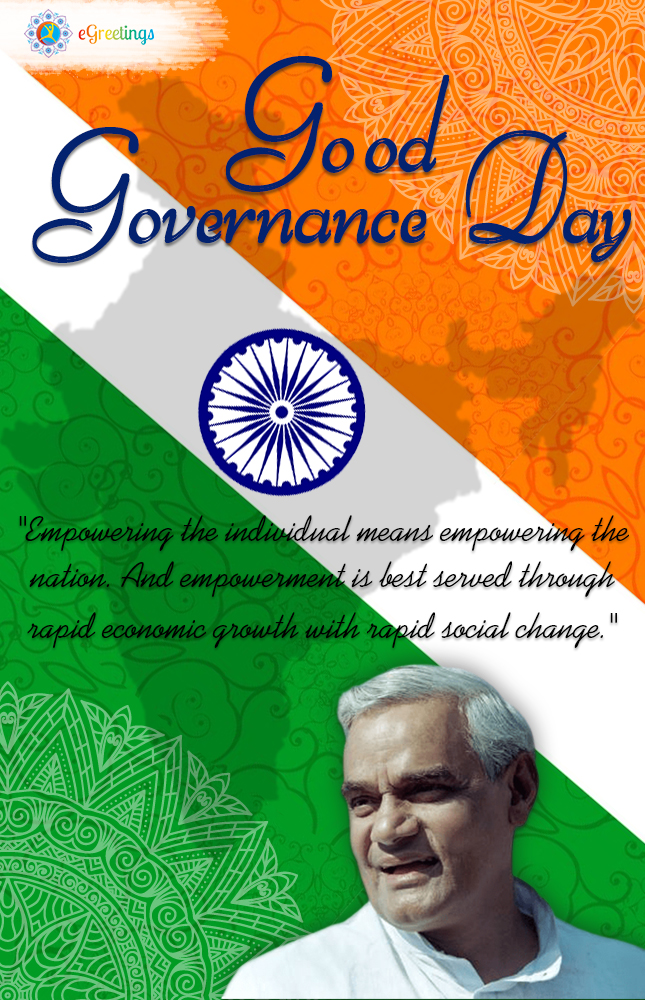 eGreetings
Good
Governance Day
"Empowering the individual means empowering the
nation. And empowerment is best served through
rapid economic growth with rapid social change."